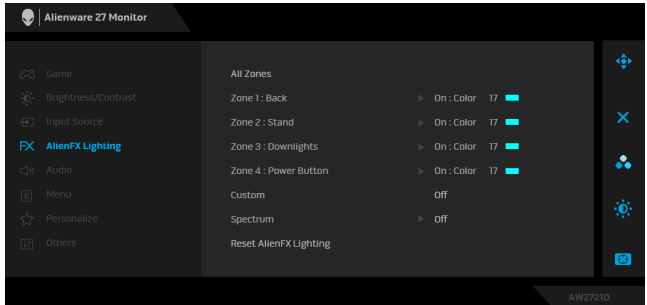 Alienware 27 Monitor
Game
Brightness/Contrast
Input Source
AlienFX Lighting
Audio
Menu
Personalize
Others
All Zones
Zone 1 : Back On : Color 17
Zone 2 : Stand On : Color 17
Zone 3 : Downlights On : Color 17
Zone 4 : Power Button On : Color 17
Custom Off
Spectrum Off
Reset AlienFX Lighting
AW2721D